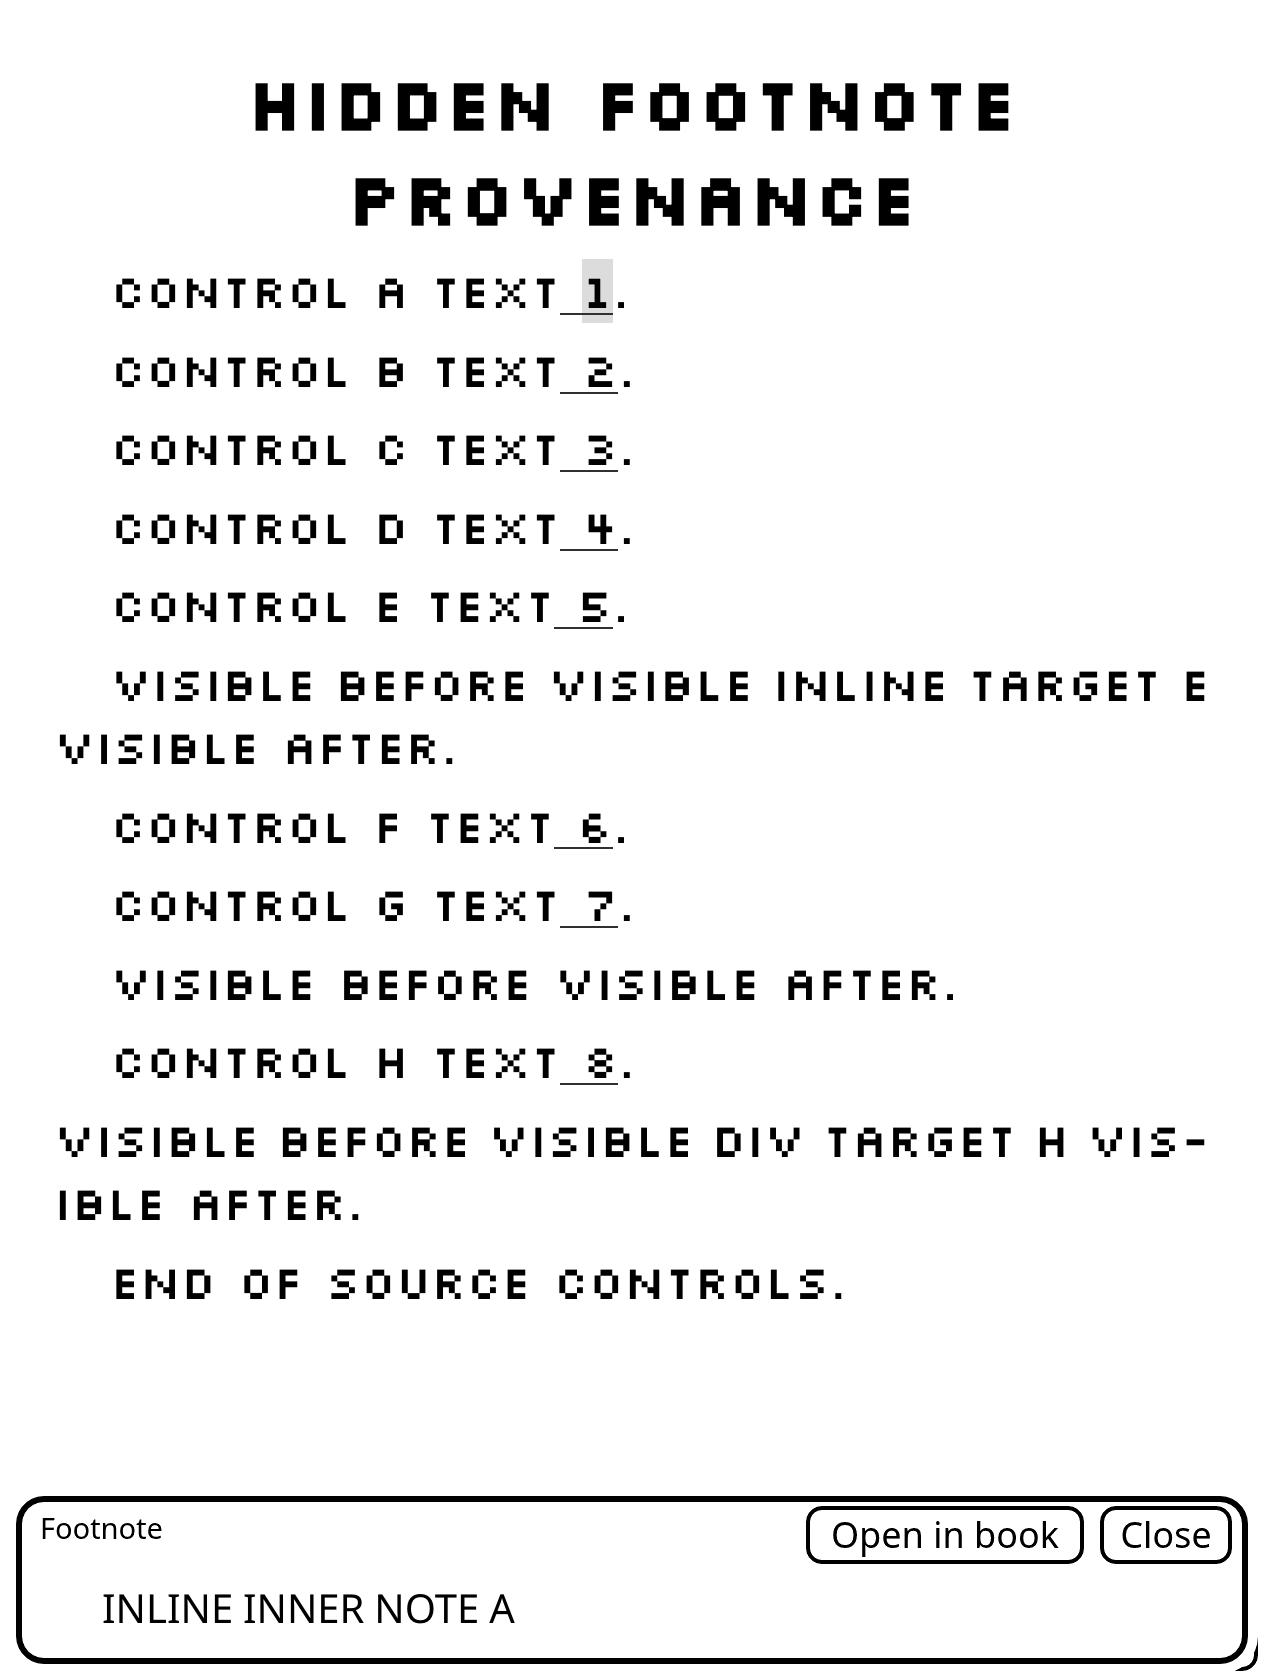 HIDDEN FOOTNOTE
PROVENANCE
CONTROL A TEXT 1.
CONTROL B TEXT 2.
CONTROL C TEXT 3.
CONTROL D TEXT 4.
CONTROL E TEXT 5.
VISIBLE BEFORE VISIBLE INLINE TARGET E
VISIBLE AFTER.
CONTROL F TEXT 6.
CONTROL G TEXT 7.
VISIBLE BEFORE VISIBLE AFTER.
CONTROL H TEXT 8.
VISIBLE BEFORE VISIBLE DIV TARGET H VIS-
IBLE AFTER.
END OF SOURCE CONTROLS.
Footnote Open in book Close
INLINE INNER NOTE A